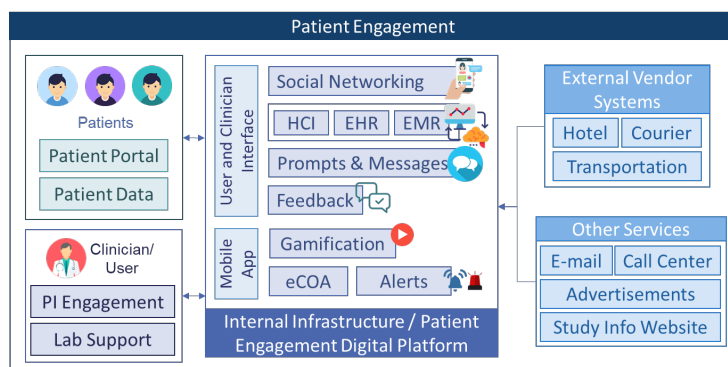 Patient Engagement
Patients
Patient Portal
Patient Data
Clinician/
User
PI Engagement
Lab Support
User and Clinician
Interface
Social Networking
HCI
EHR
EMR
Prompts & Messages
Feedback
Mobile
App
Gamification
eCOA
Alerts
Internal Infrastructure / Patient
Engagement Digital Platform
External Vendor
Systems
Hotel
Courier
Transportation
Other Services
E-mail
Call Center
Advertisements
Study Info Website